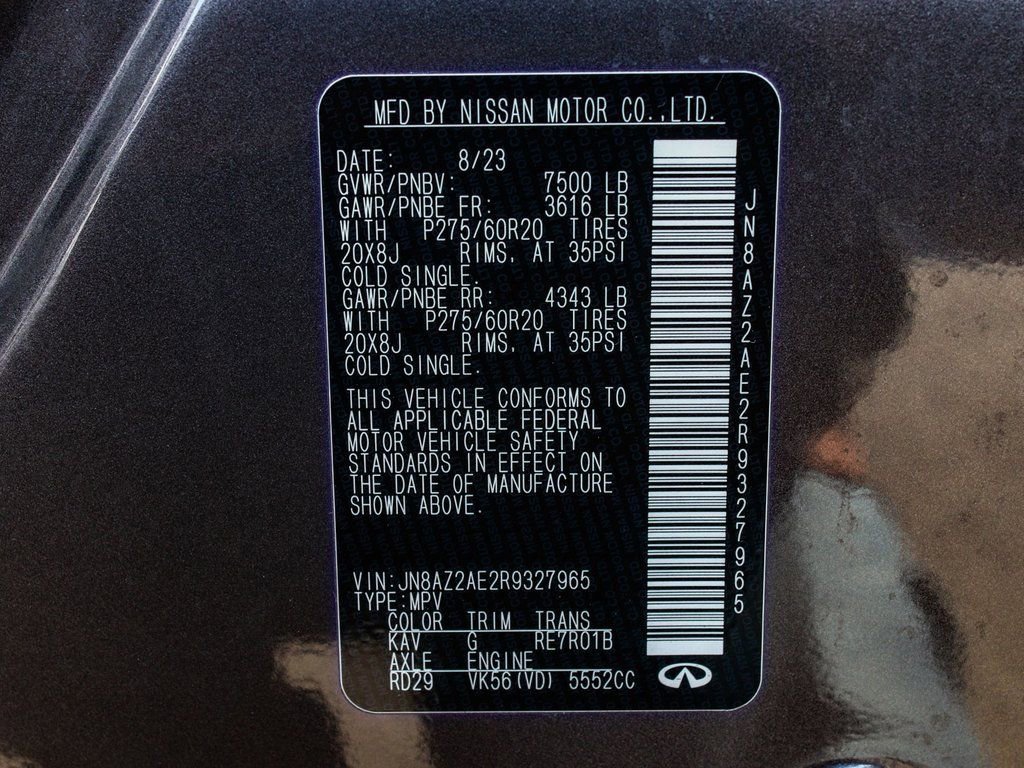 MFD BY NISSAN MOTOR CO.,LTD.
DATE: 8/23
GVWR/PNBV: 7500 LB
GAWR/PNBE FR: 3616 LB
WITH P275/60R20 TIRES
20X8J RIMS, AT 35PSI
COLD SINGLE.
GAWR/PNBE RR: 4343 LB
WITH P275/60R20 TIRES
20X8J RIMS, AT 35PSI
COLD SINGLE.
THIS VEHICLE CONFORMS TO
ALL APPLICABLE FEDERAL
MOTOR VEHICLE SAFETY
STANDARDS IN EFFECT ON
THE DATE OF MANUFACTURE
SHOWN ABOVE.
VIN:JN8AZ2AE2R9327965
TYPE:MPV
COLOR TRIM TRANS
KAV G RE7R01B
AXLE ENGINE
RD29 VK56(VD) 5552CC
JN8AZ2AE2R9327965